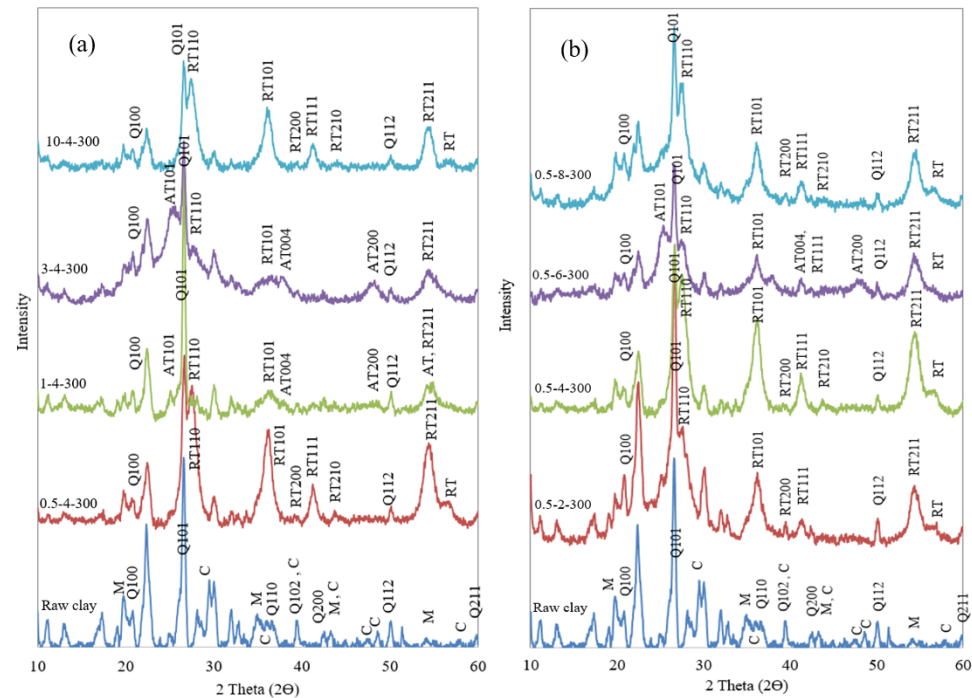 (a)
Q101
RT110
10-4-300
Q100
RT101
RT200
RT111
RT210
Q112
RT211
RT
Q101
AT101
RT110
3-4-300
Q100
RT101
AT004
AT200
Q112
RT211
Q101
1-4-300
Q100
AT101
RT110
RT101
AT004
AT200
Q112
AT, RT211
0.5-4-300
Q100
RT110
RT101
RT200
RT111
RT210
Q112
RT211
RT
Raw clay
M
Q100
Q101
C
M
C
Q110
Q102 , C
Q200
M, C
C
C
Q112
M
C
Q211
10 20 30 40 50 60
2 Theta (2Θ)
Intensity
(b)
Q101
RT110
0.5-8-300
Q100
RT101
RT200
RT111
RT210
Q112
RT211
RT
Q101
AT101
RT110
0.5-6-300
Q100
RT101
AT004,
RT111
AT200
Q112
RT211
RT
Q101
RT110
0.5-4-300
Q100
RT101
RT200
RT111
RT210
Q112
RT211
RT
Q101
RT110
0.5-2-300
Q100
RT101
RT200
RT111
Q112
RT211
RT
Raw clay
M
Q100
Q101
C
M
C
Q110
Q102 , C
Q200
M, C
C
C
Q112
M
C
Q211
10 20 30 40 50 60
2 Theta (2Θ)
Intensity